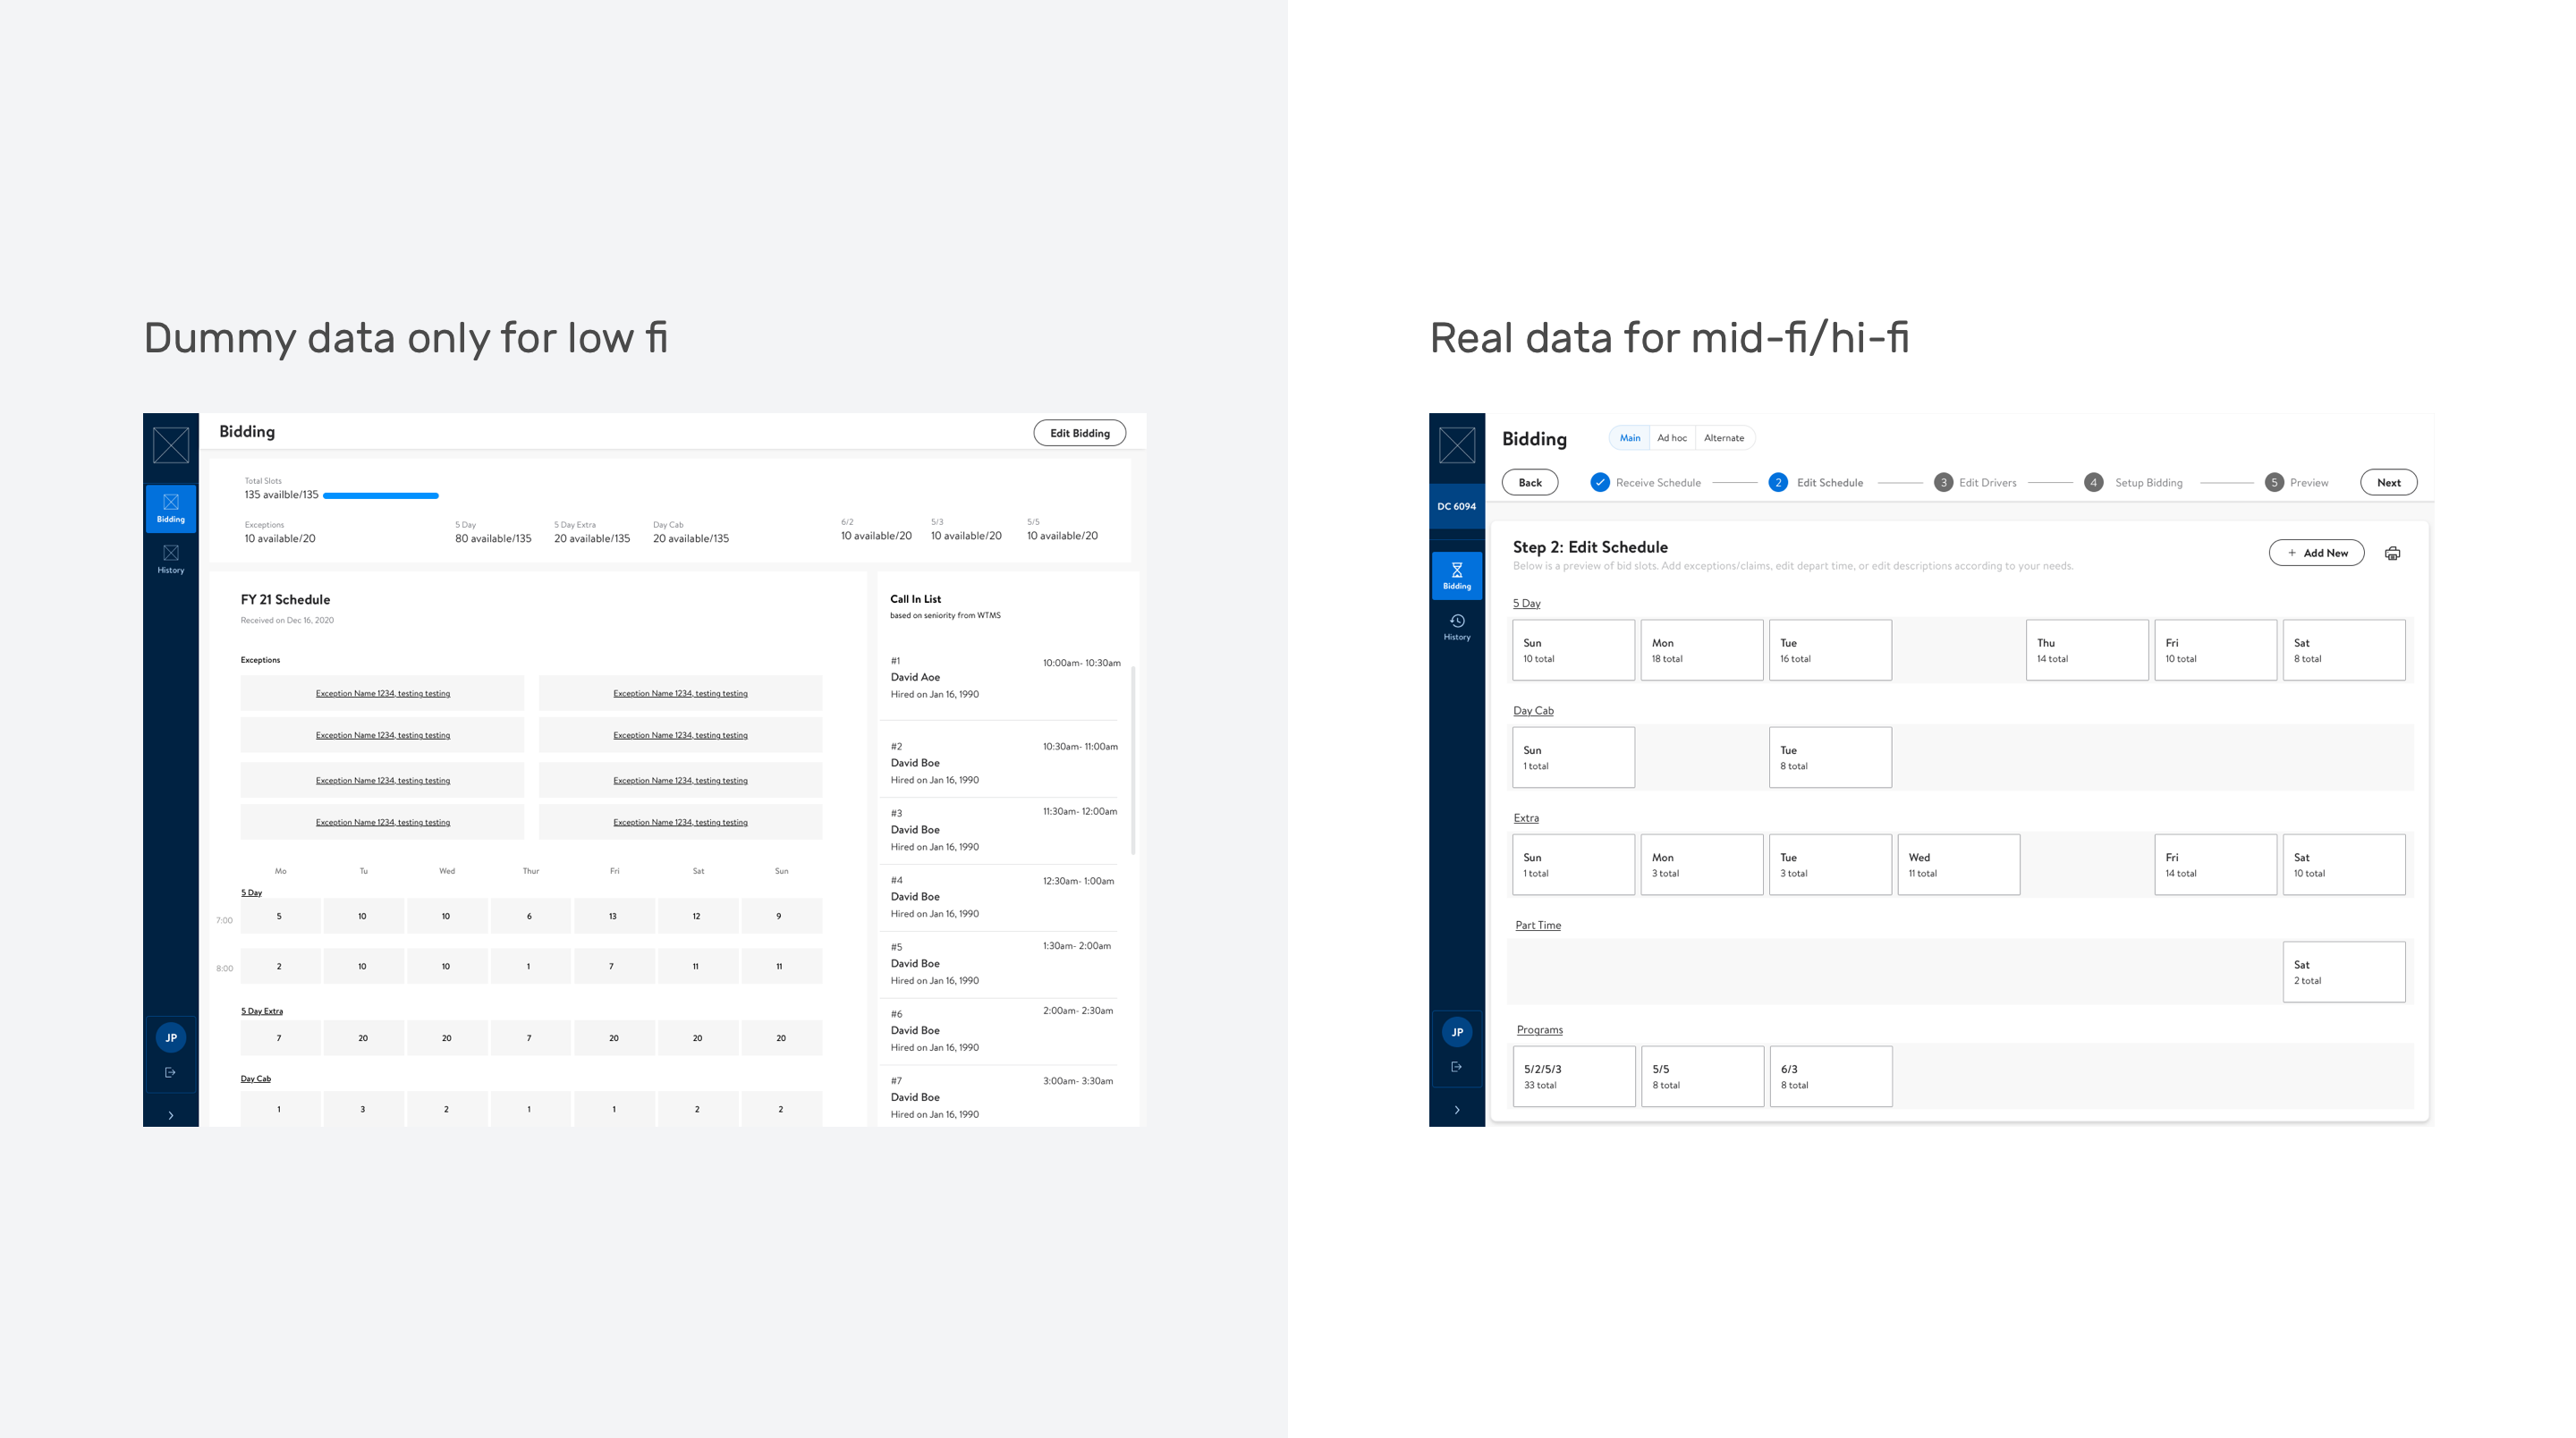 Dummy data only for low fi
Bidding
Edit Bidding
Bidding
History
JP
Total Slots
135 availble/135
Exceptions
10 available/20
5 Day
80 available/135
5 Day Extra
20 available/135
Day Cab
20 available/135
6/2
10 available/20
5/3
10 available/20
5/5
10 available/20
FY 21 Schedule
Received on Dec 16, 2020
Exceptions
Exception Name 1234, testing testing
Exception Name 1234, testing testing
Exception Name 1234, testing testing
Exception Name 1234, testing testing
Exception Name 1234, testing testing
Exception Name 1234, testing testing
Exception Name 1234, testing testing
Exception Name 1234, testing testing
Mo Tu Wed Thur Fri Sat Sun
5 Day
7:00 5 10 10 6 13 12 9
8:00 2 10 10 1 7 11 11
5 Day Extra
7 20 20 7 20 20 20
Day Cab
1 3 2 1 1 2 2
Call In List
based on seniority from WTMS
#1 10:00am- 10:30am
David Aoe
Hired on Jan 16, 1990
#2 10:30am- 11:00am
David Boe
Hired on Jan 16, 1990
#3 11:30am- 12:00am
David Boe
Hired on Jan 16, 1990
#4 12:30am- 1:00am
David Boe
Hired on Jan 16, 1990
#5 1:30am- 2:00am
David Boe
Hired on Jan 16, 1990
#6 2:00am- 2:30am
David Boe
Hired on Jan 16, 1990
#7 3:00am- 3:30am
David Boe
Hired on Jan 16, 1990
Real data for mid-fi/hi-fi
DC 6094
Bidding
History
JP
Bidding Main Ad hoc Alternate
Back Receive Schedule 2 Edit Schedule 3 Edit Drivers 4 Setup Bidding 5 Preview Next
Step 2: Edit Schedule
Below is a preview of bid slots. Add exceptions/claims, edit depart time, or edit descriptions according to your needs.
+ Add New
5 Day
Sun
10 total
Mon
18 total
Tue
16 total
Thu
14 total
Fri
10 total
Sat
8 total
Day Cab
Sun
1 total
Tue
8 total
Extra
Sun
1 total
Mon
3 total
Tue
3 total
Wed
11 total
Fri
14 total
Sat
10 total
Part Time
Sat
2 total
Programs
5/2/5/3
33 total
5/5
8 total
6/3
8 total